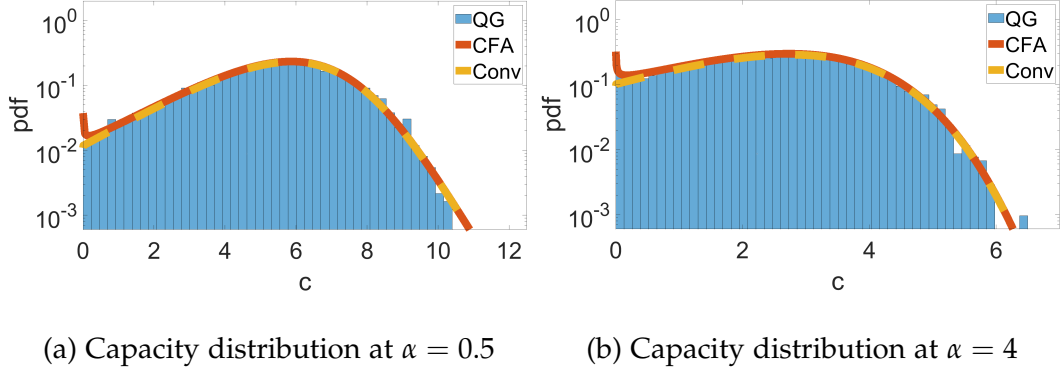 10^0
10^-1
10^-2
10^-3
pdf
0 2 4 6 8 10 12
c
QG
CFA
Conv
10^0
10^-1
10^-2
10^-3
pdf
0 2 4 6
c
QG
CFA
Conv
(a) Capacity distribution at α = 0.5
(b) Capacity distribution at α = 4